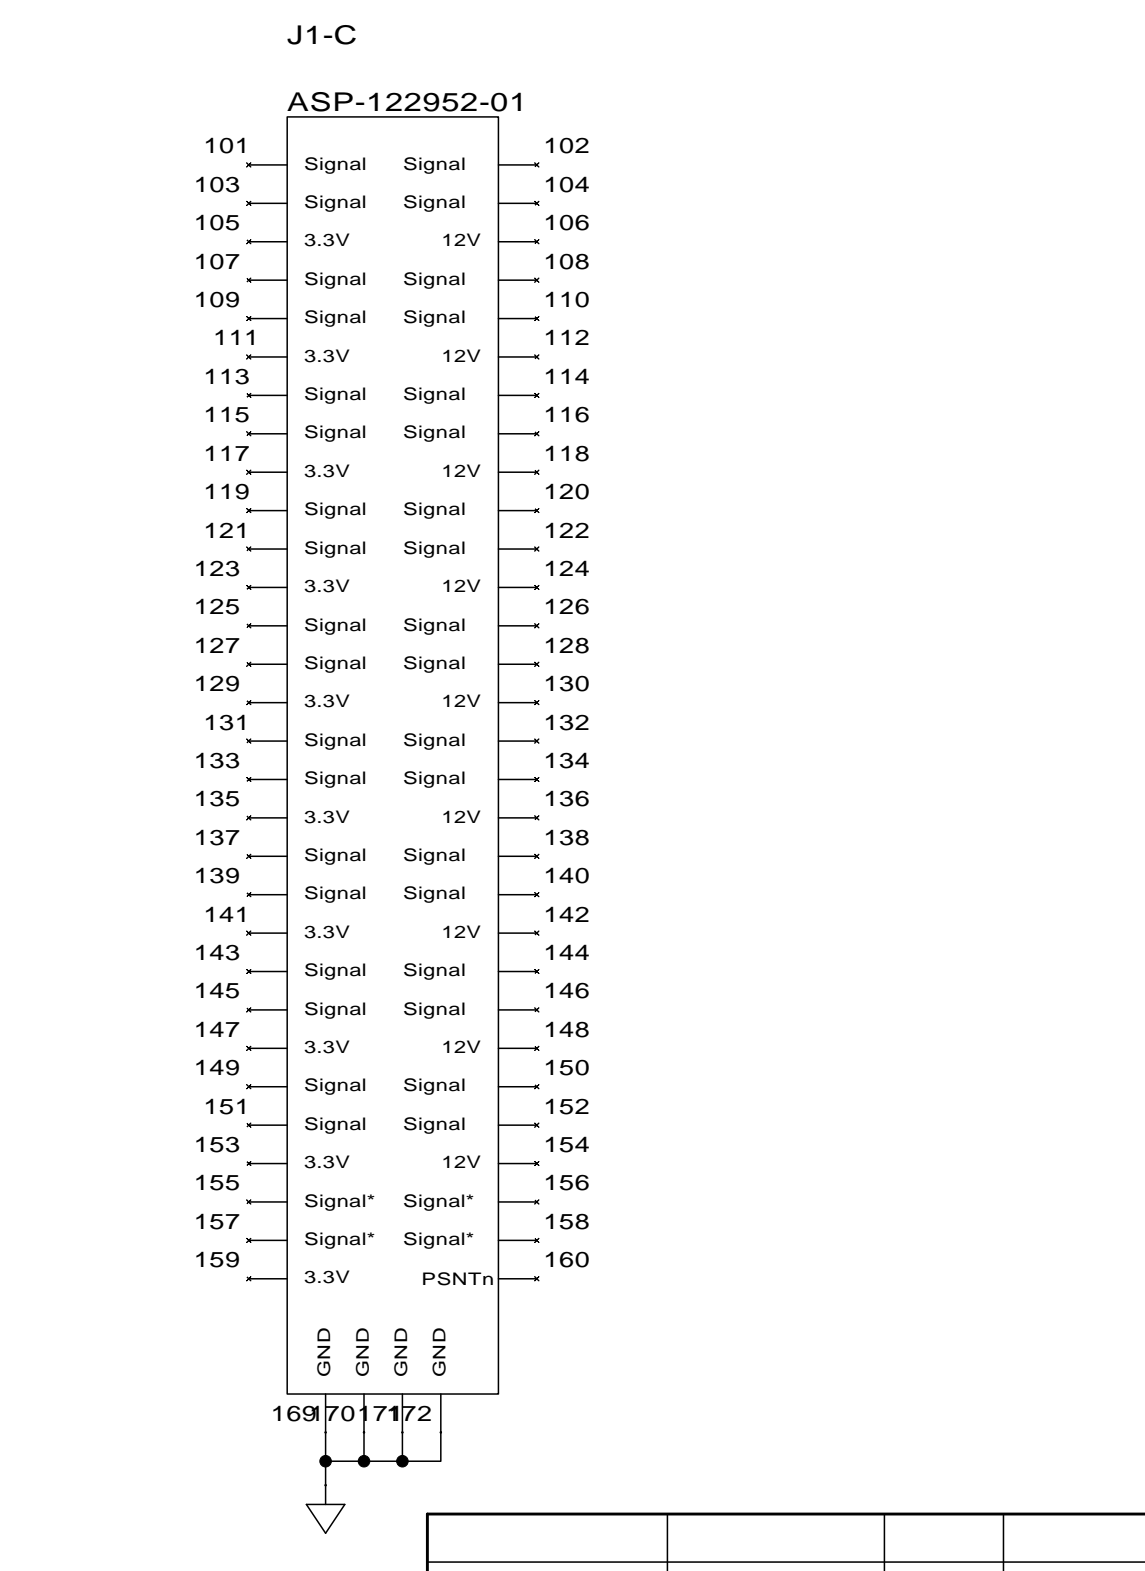 J1-C
ASP-122952-01
101 Signal Signal 102
103 Signal Signal 104
105 3.3V 12V 106
107 Signal Signal 108
109 Signal Signal 110
111 3.3V 12V 112
113 Signal Signal 114
115 Signal Signal 116
117 3.3V 12V 118
119 Signal Signal 120
121 Signal Signal 122
123 3.3V 12V 124
125 Signal Signal 126
127 Signal Signal 128
129 3.3V 12V 130
131 Signal Signal 132
133 Signal Signal 134
135 3.3V 12V 136
137 Signal Signal 138
139 Signal Signal 140
141 3.3V 12V 142
143 Signal Signal 144
145 Signal Signal 146
147 3.3V 12V 148
149 Signal Signal 150
151 Signal Signal 152
153 3.3V 12V 154
155 Signal* Signal* 156
157 Signal* Signal* 158
159 3.3V PSNTn 160
GND GND GND GND
169 170 171 172